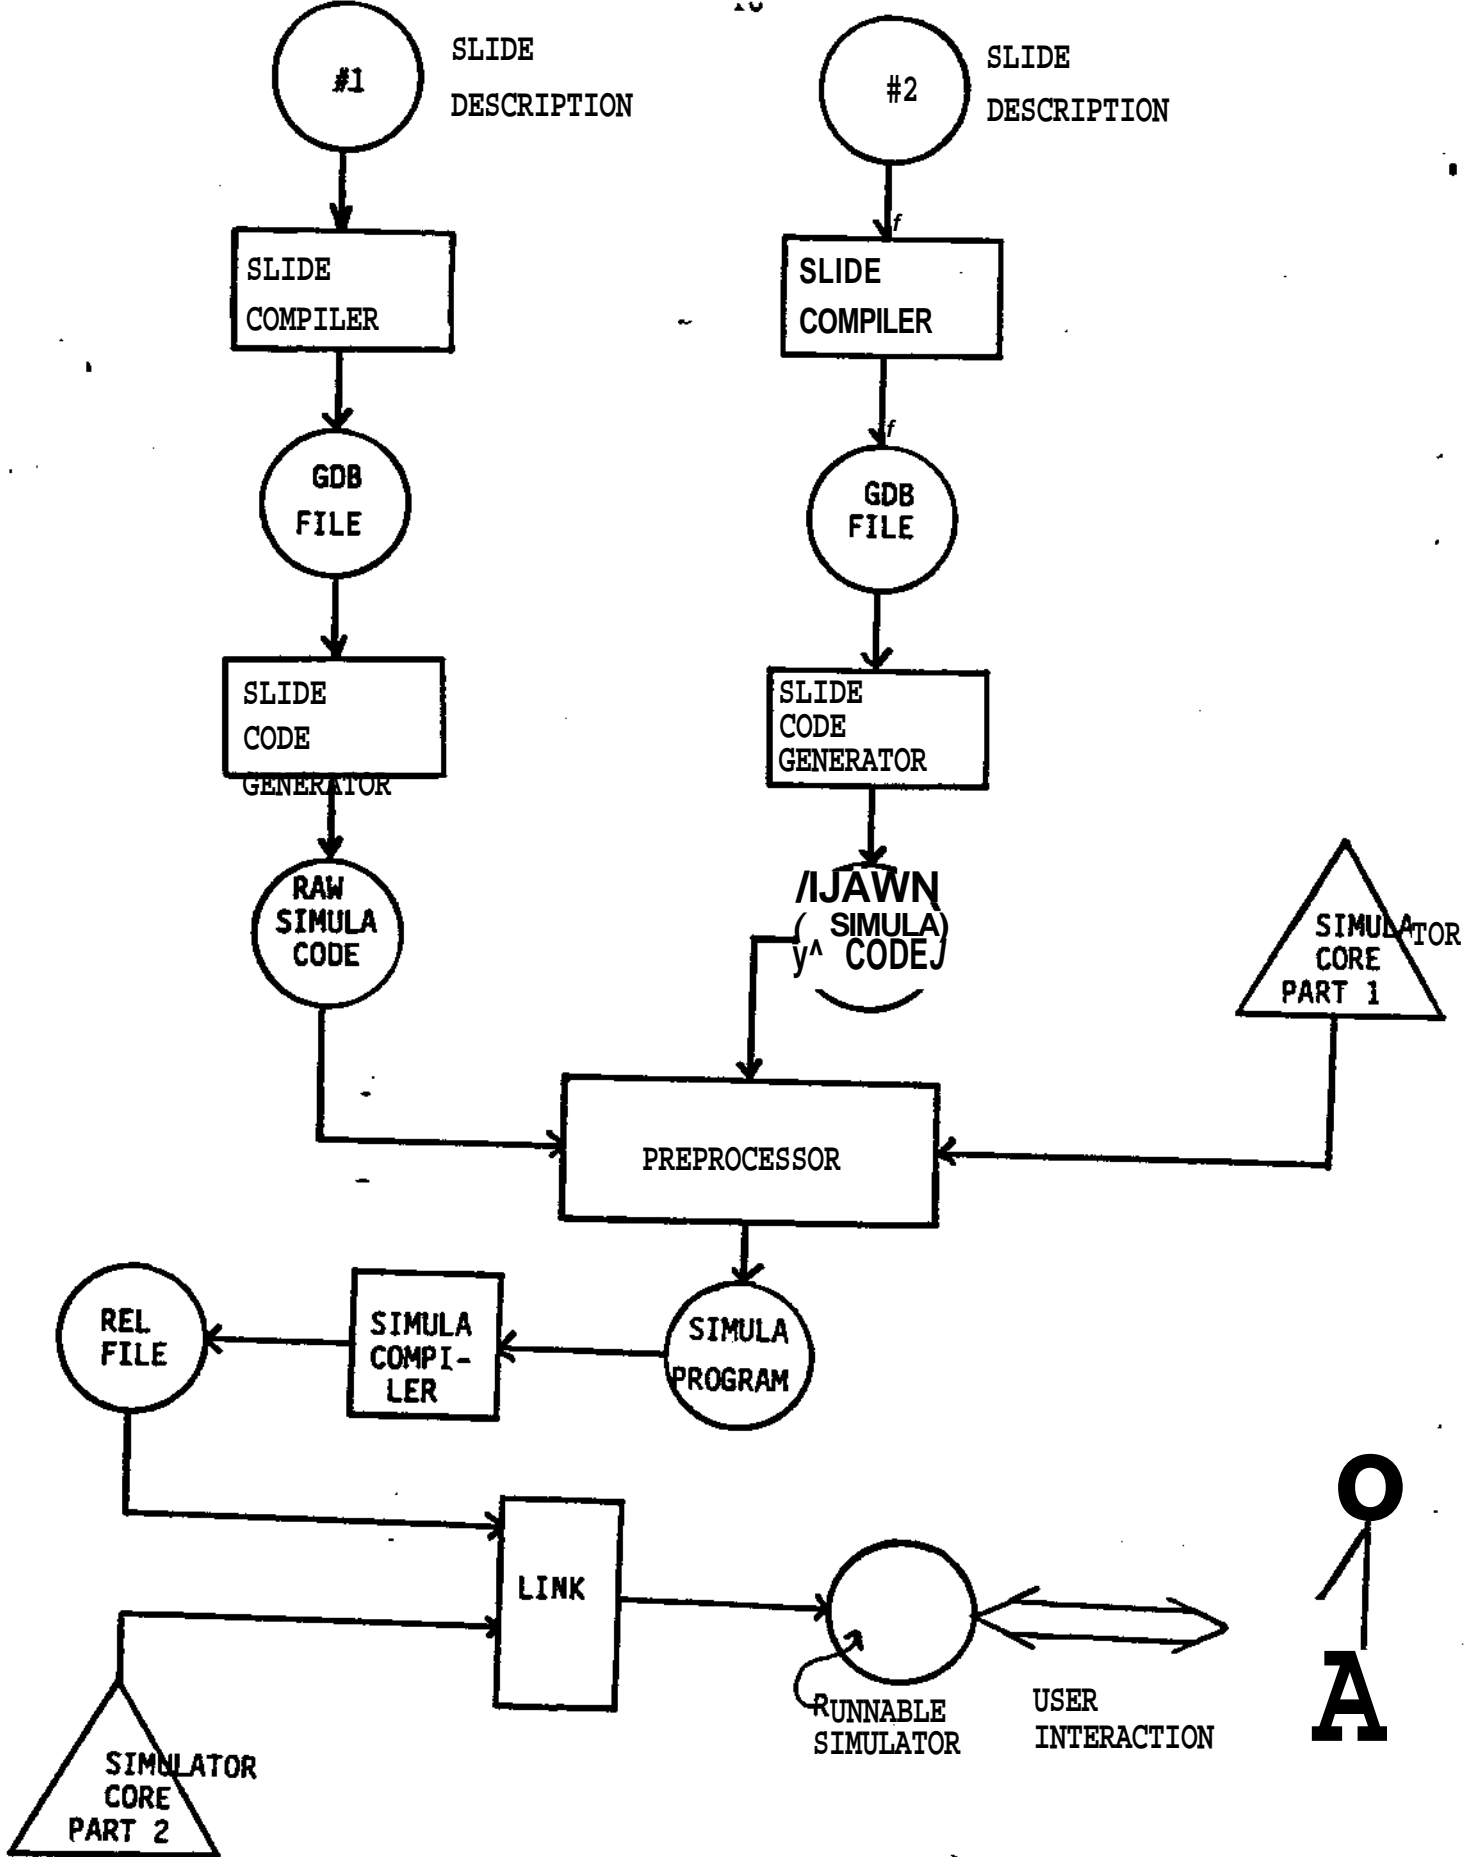 #1
SLIDE
DESCRIPTION
#2
SLIDE
DESCRIPTION
SLIDE
COMPILER
SLIDE
COMPILER
GDB
FILE
GDB
FILE
SLIDE
CODE
GENERATOR
SLIDE
CODE
GENERATOR
RAW
SIMULA
CODE
/IJAWN
( SIMULA)
y^ CODEJ
SIMULATOR
CORE
PART 1
PREPROCESSOR
REL
FILE
SIMULA
COMPI-
LER
SIMULA
PROGRAM
LINK
RUNNABLE
SIMULATOR
USER
INTERACTION
O
A
SIMULATOR
CORE
PART 2